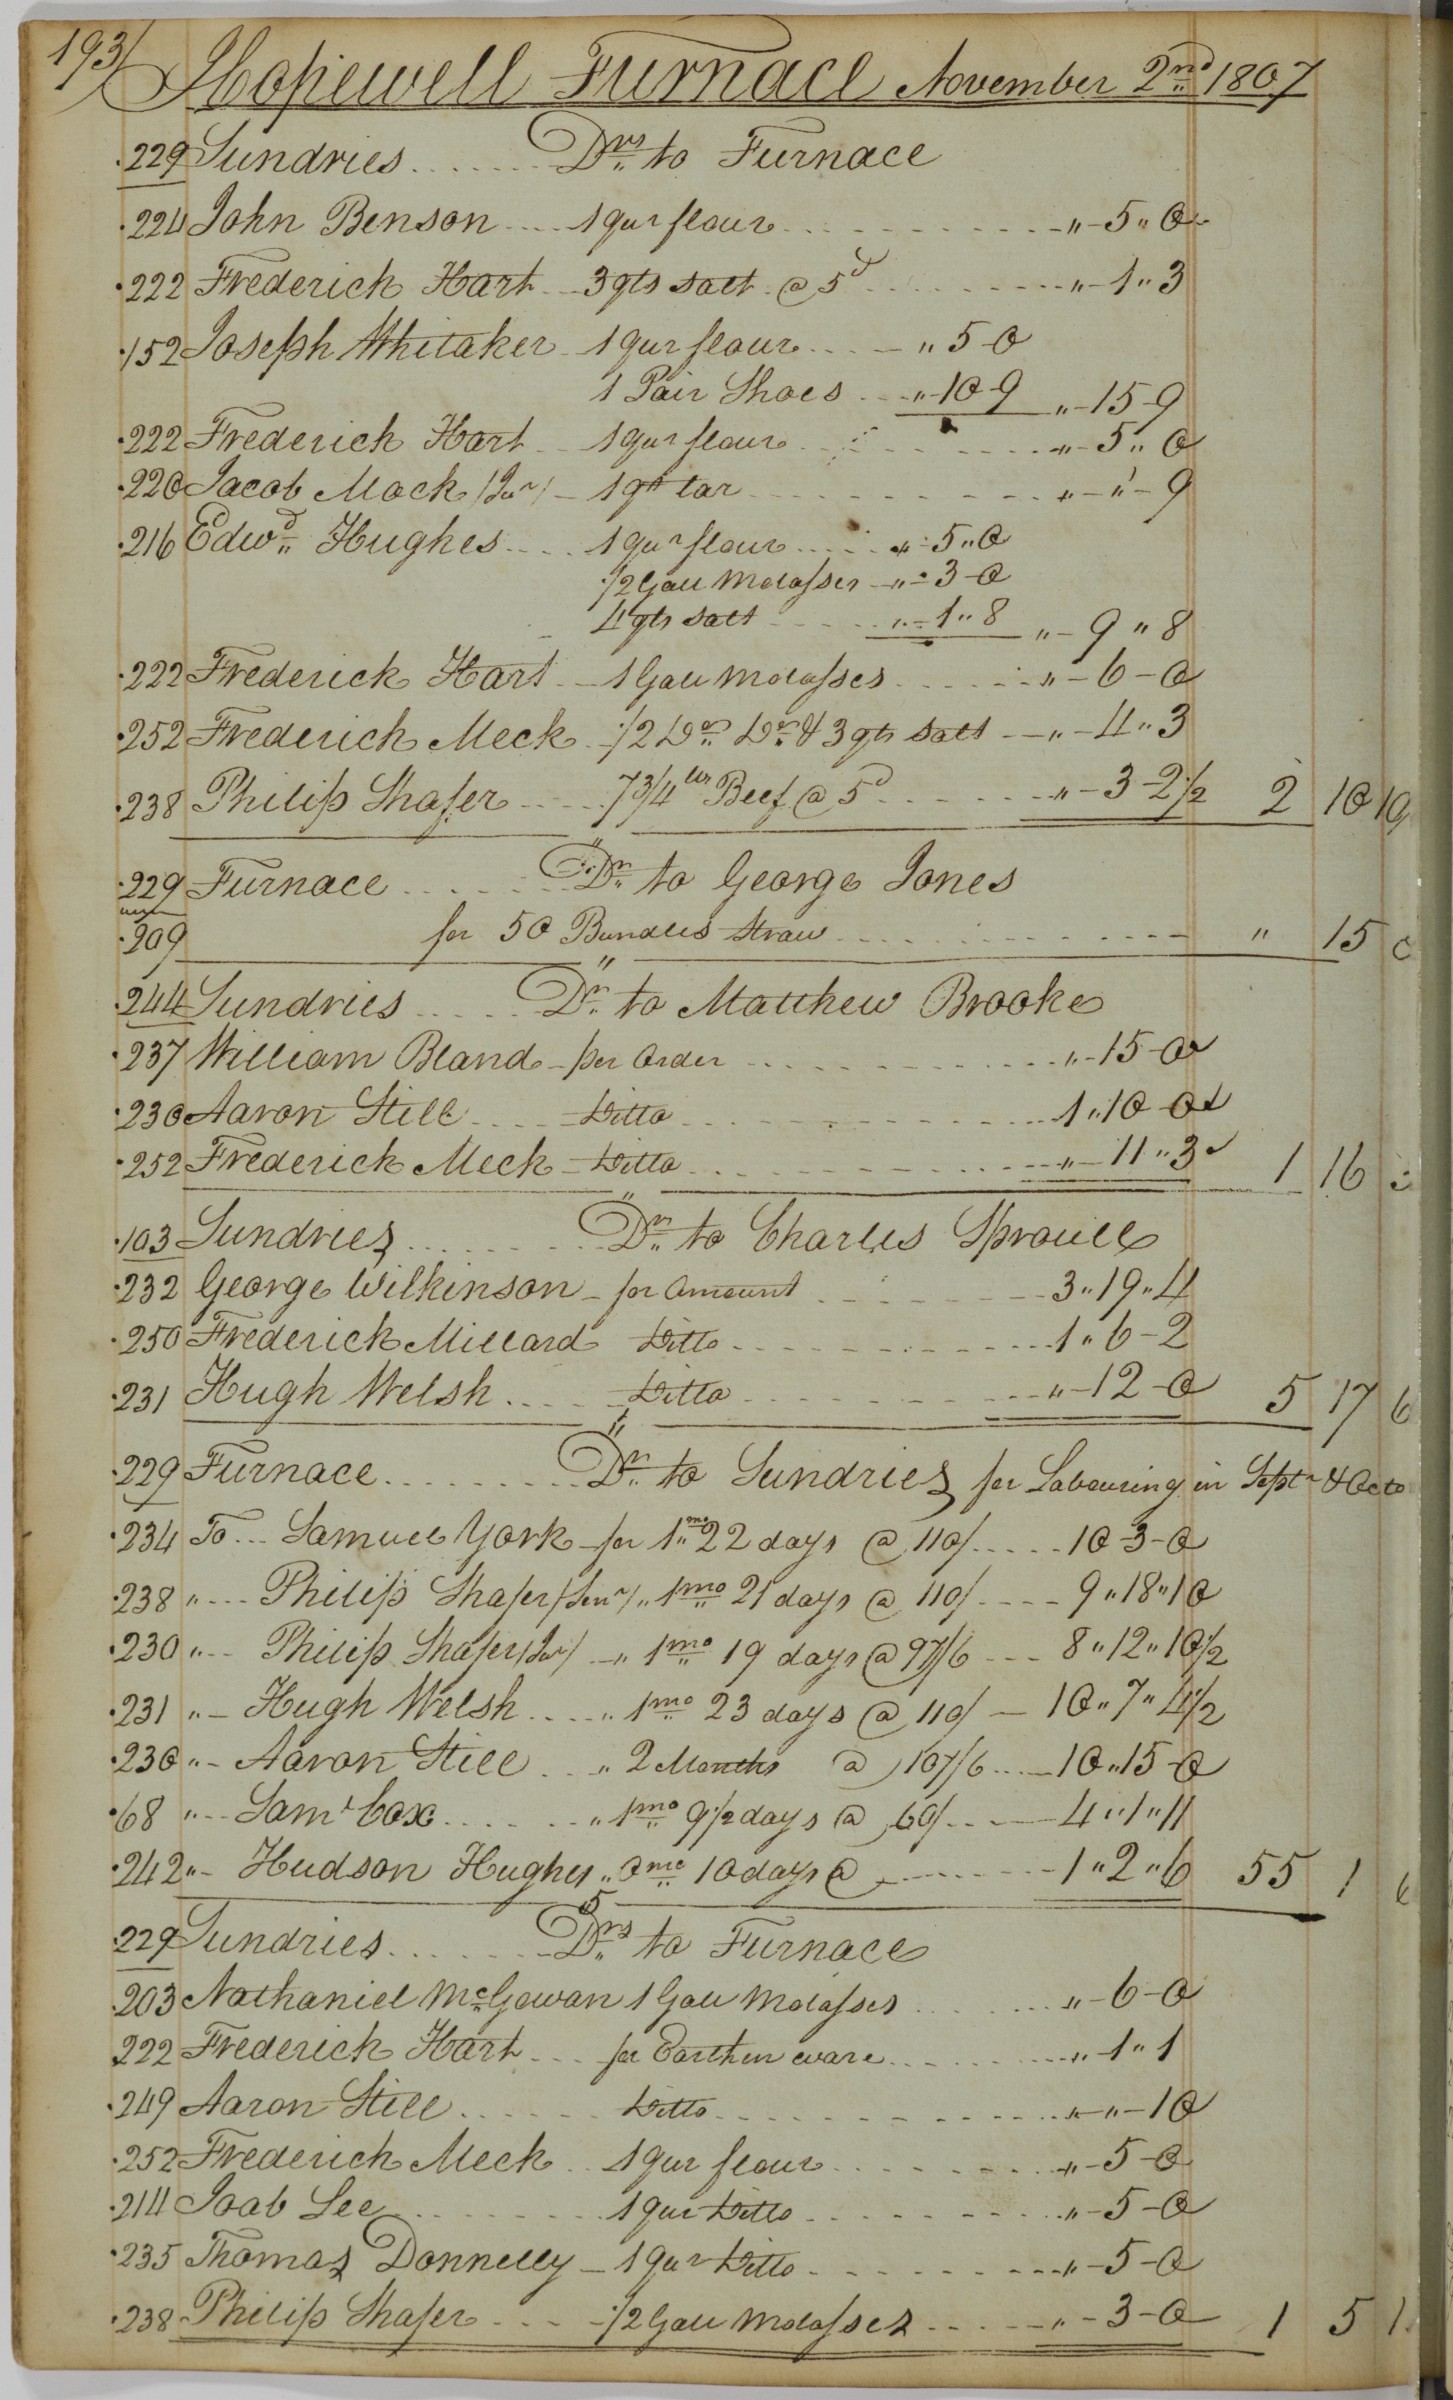 193/ Hopewell Furnace November 2nd 1807
229 Sundries ....... Drs to Furnace
224 John Benson .... 1 qur flour ............ " - 5 " 0
222 Frederick Hart - 3 qts salt @ 5d .......... " - 1 " 3
152 Joseph Whitaker - 1 qur flour .... " 5 - 0
1 Pair Shoes .. " - 10 - 9 " - 15 - 9
222 Frederick Hart - 1 qur flour .......... " - 5 " 0
220 Jacob Mock (Junr) - 1 qt tar .......... " - " - 9
216 Edwd Hughes .... 1 qur flour ..... " - 5 " 0
1/2 Gall Molasses - " - 3 - 0
4 qts salt ..... " - 1 " 8 " - 9 " 8
222 Frederick Hart - 1 Gall Molasses ...... " - 6 - 0
252 Frederich Meck - 1/2 Do Do & 3 qts salt - " - 4 " 3
238 Philip Shafer ..... 7 3/4 lbs Beef @ 5d ...... " - 3 - 2 1/2 2 10 10
229 Furnace ........ Dr to George Jones
209 for 50 Bundles Straw .............. " 15 0
244 Sundries ..... Dr to Matthew Brooke
237 William Bland - per Order ........... " - 15 - 0
230 Aaron Still .... Ditto ............ 1 " 10 - 0
252 Frederick Meck - Ditto ............ " - 11 " 3 1 16
103 Sundries ......... Dr to Charles Sproull
232 George Wilkinson - for Amount ........ 3 " 19 " 4
250 Frederick Millard Ditto ........... 1 " 6 - 2
231 Hugh Welsh .... Ditto ........... " - 12 - 0 5 17 6
229 Furnace ......... Dr to Sundries for Labouring in Septr & Octo
234 To ... Samuel York - for 1mo 22 days @ 110/ ..... 10 - 3 - 0
238 " ... Philip Shafer (Senr) " 1mo 21 days @ 110/ .... 9 " 18 " 10
230 " .. Philip Shafer (Junr) - " 1mo 19 days @ 97/6 ... 8 " 12 " 10 1/2
231 " - Hugh Welsh .... " 1mo 23 days @ 110/ - 10 " 7 " 4 1/2
230 " - Aaron Still ... " 2 Months @ 107/6 .... 10 " 15 - 0
68 " .. Saml Cox ....... " 1mo 9 1/2 days @ 60/ .... 4 " 1 " 11
242 " - Hudson Hughes " 0mo 10 days @ ........ 1 " 2 " 6 55 1 6
229 Sundries ........ Drs to Furnace
203 Nathaniel McGowan 1 Gall Molasses ....... " - 6 - 0
222 Frederick Hart ... for Earthen ware ......... " - 1 " 1
249 Aaron Still ....... Ditto ............ " - " - 10
252 Frederich Meck .. 1 qur flour .......... " - 5 - 0
214 Joab Lee ......... 1 qur Ditto .......... " - 5 - 0
235 Thomas Donnelly - 1 qur Ditto .......... " - 5 - 0
238 Philip Shafer .... 1/2 Gall Molasses ...... " - 3 - 0 1 5